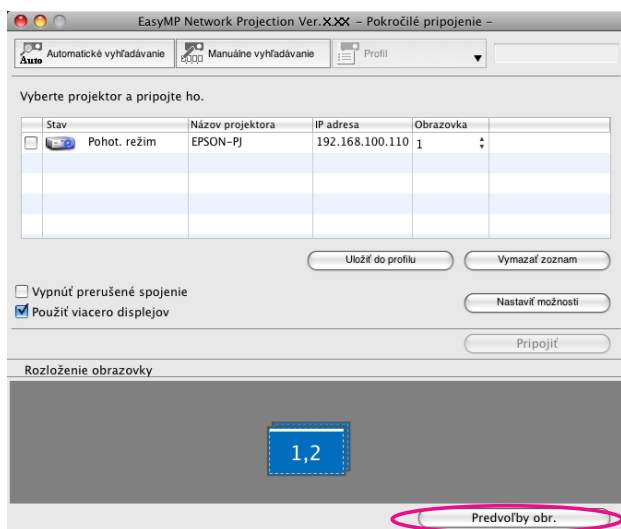 EasyMP Network Projection Ver.X.XX – Pokročilé pripojenie –
Auto Automatické vyhľadávanie Manuálne vyhľadávanie Profil
Vyberte projektor a pripojte ho.
Stav Názov projektora IP adresa Obrazovka
Pohot. režim EPSON-PJ 192.168.100.110 1
Uložiť do profilu Vymazať zoznam
Vypnúť prerušené spojenie
Nastaviť možnosti
Použiť viacero displejov
Pripojiť
Rozloženie obrazovky
1,2
Predvoľby obr.